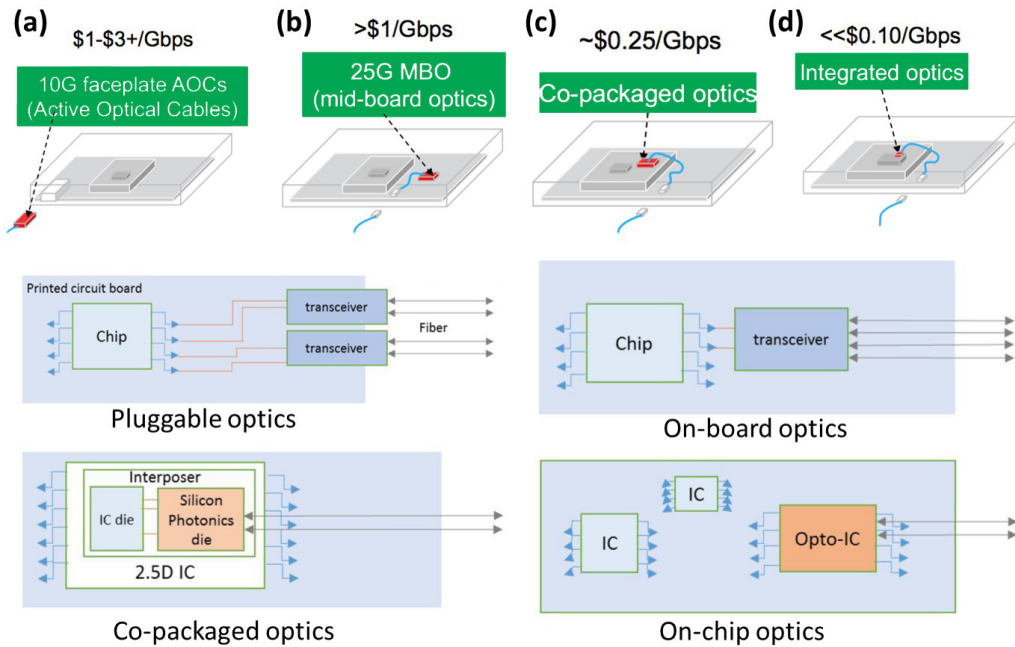 (a)
$1-$3+/Gbps
10G faceplate AOCs
(Active Optical Cables)
(b)
>$1/Gbps
25G MBO
(mid-board optics)
(c)
~$0.25/Gbps
Co-packaged optics
(d)
<<$0.10/Gbps
Integrated optics
Printed circuit board
Chip
transceiver
transceiver
Fiber
Pluggable optics
Chip
transceiver
On-board optics
Interposer
IC die
Silicon
Photonics
die
2.5D IC
Co-packaged optics
IC
IC
Opto-IC
On-chip optics